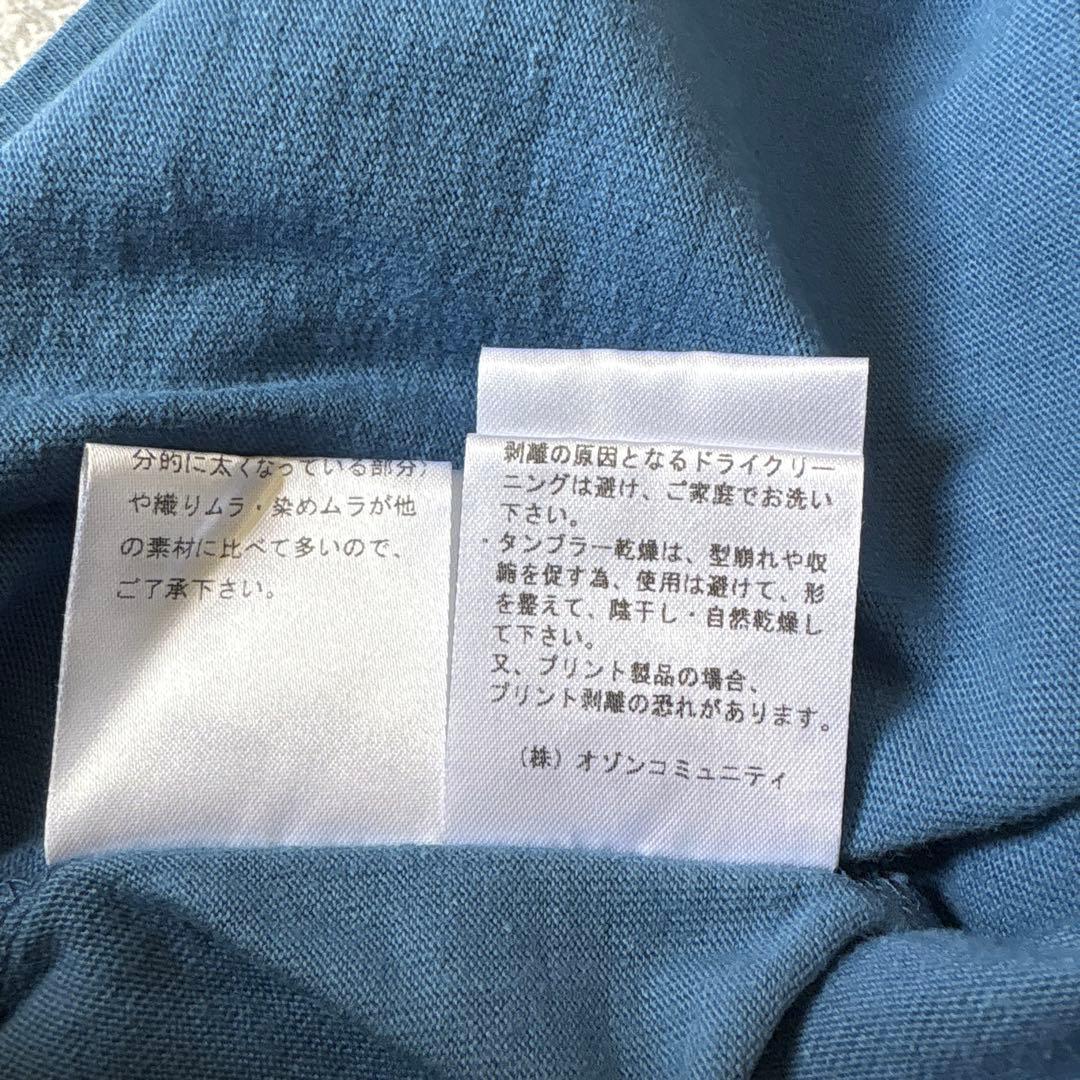 分的に太くなっている部分）
や織りムラ・染めムラが他
の素材に比べて多いので、
ご了承下さい。
剥離の原因となるドライクリー
ニングは避け、ご家庭でお洗い
下さい。
・タンブラー乾燥は、型崩れや収
縮を促す為、使用は避けて、形
を整えて、陰干し・自然乾燥し
て下さい。
又、プリント製品の場合、
プリント剥離の恐れがあります。
（株）オゾンコミュニティ